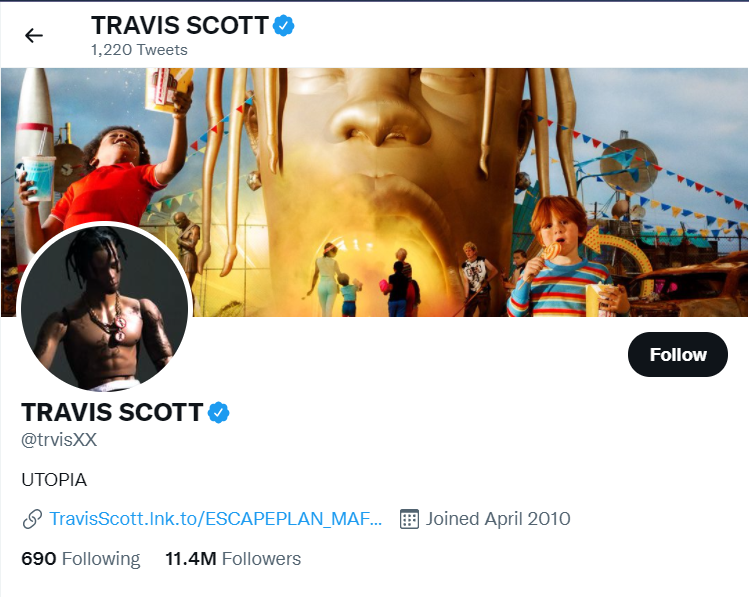 TRAVIS SCOTT
1,220 Tweets
Follow
TRAVIS SCOTT
@trvisXX
UTOPIA
TravisScott.lnk.to/ESCAPEPLAN_MAF...
Joined April 2010
690 Following 11.4M Followers